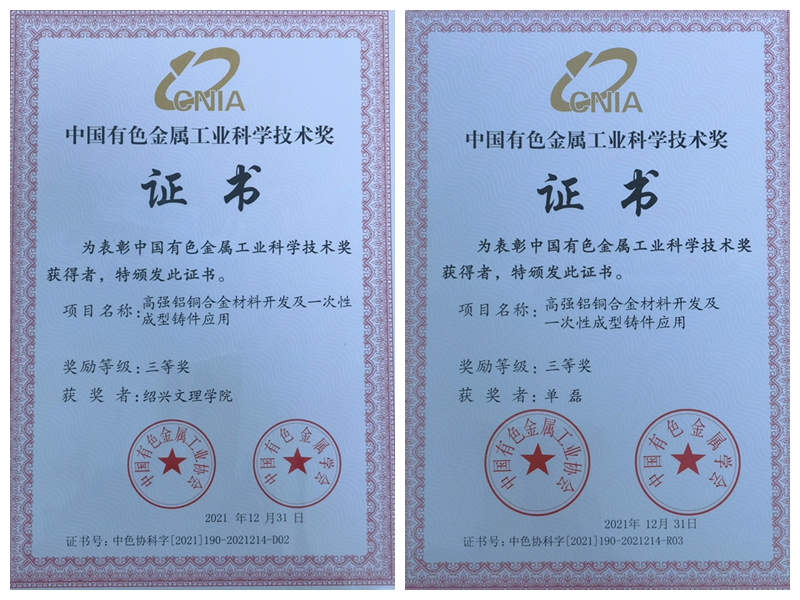 CNIA
中国有色金属工业科学技术奖
证书
为表彰中国有色金属工业科学技术奖
获得者，特颁发此证书。
项目名称：高强铝铜合金材料开发及一次性
成型铸件应用
奖励等级：三等奖
获奖者：绍兴文理学院
中国有色金属工业协会
中国有色金属学会
2021 年12 月31 日
证书号：中色协科字[2021]190-2021214-D02
CNIA
中国有色金属工业科学技术奖
证书
为表彰中国有色金属工业科学技术奖
获得者，特颁发此证书。
项目名称：高强铝铜合金材料开发及
一次性成型铸件应用
奖励等级：三等奖
获奖者：单磊
中国有色金属工业协会
中国有色金属学会
2021年 12月 31日
证书号：中色协科字[2021]190-2021214-R03